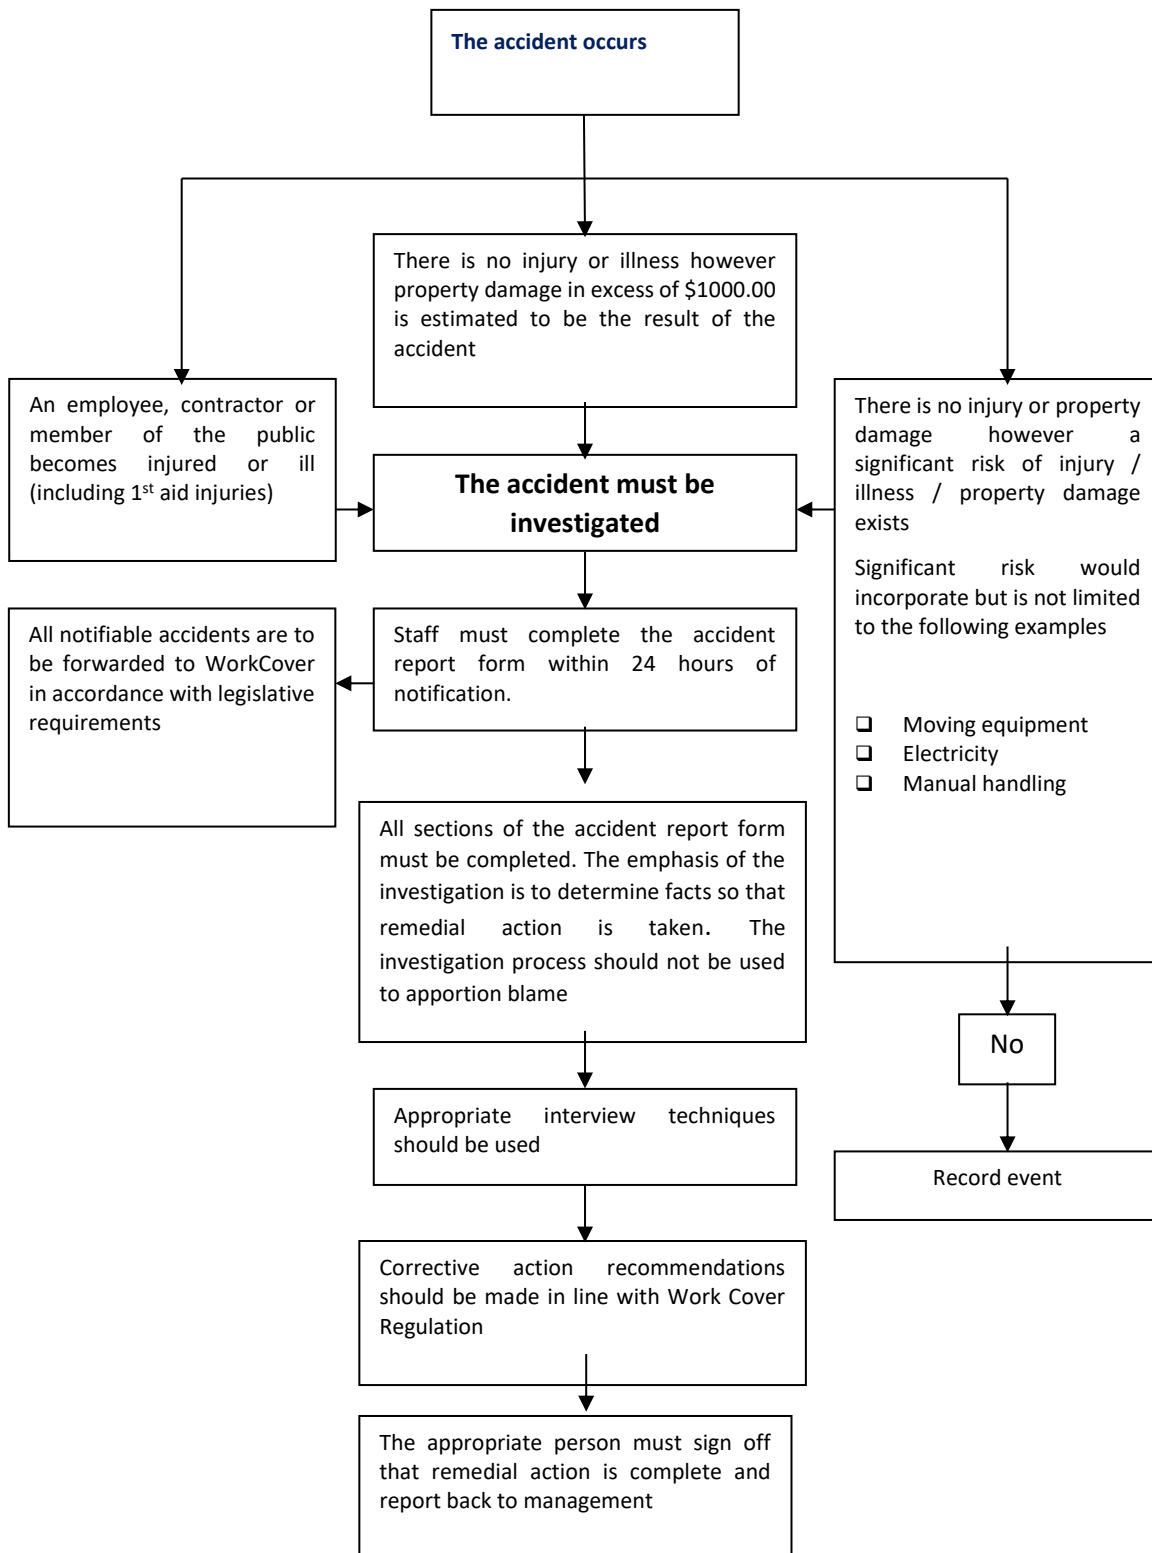 The accident occurs
There is no injury or illness however
property damage in excess of $1000.00
is estimated to be the result of the
accident
An employee, contractor or
member of the public
becomes injured or ill
(including 1st aid injuries)
The accident must be
investigated
There is no injury or property
damage however a
significant risk of injury /
illness / property damage
exists
Significant risk would
incorporate but is not limited
to the following examples
❑ Moving equipment
❑ Electricity
❑ Manual handling
All notifiable accidents are to
be forwarded to WorkCover
in accordance with legislative
requirements
Staff must complete the accident
report form within 24 hours of
notification.
All sections of the accident report form
must be completed. The emphasis of the
investigation is to determine facts so that
remedial action is taken. The
investigation process should not be used
to apportion blame
No
Appropriate interview techniques
should be used
Record event
Corrective action recommendations
should be made in line with Work Cover
Regulation
The appropriate person must sign off
that remedial action is complete and
report back to management